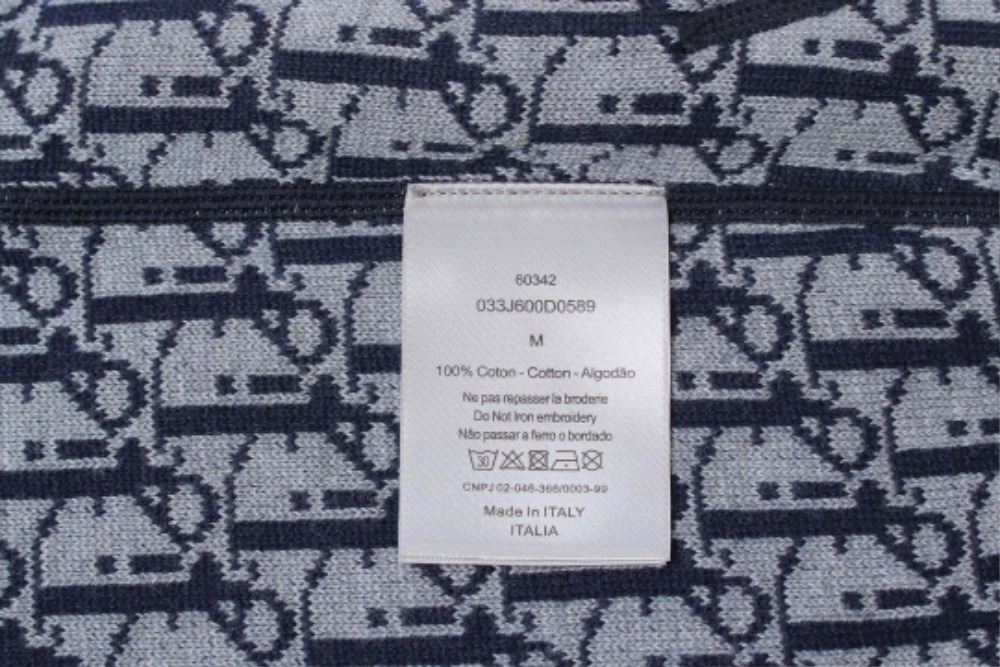 60342
033J600D0589
M
100% Coton - Cotton - Algodão
Ne pas repasser la broderie
Do Not Iron embroidery
Não passar a ferro o bordado
30
CNPJ 02-046-366/0003-99
Made In ITALY
ITALIA